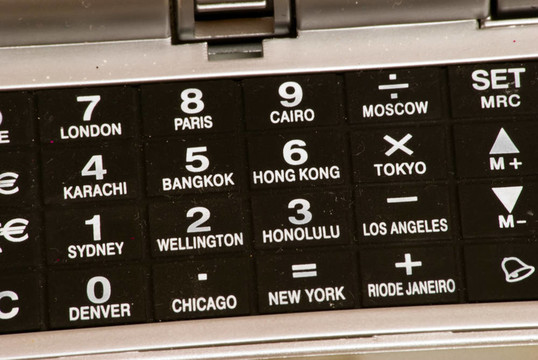 7 8 9 ÷ SET
E LONDON PARIS CAIRO MOSCOW MRC
€ 4 5 6 × ▲
KARACHI BANGKOK HONG KONG TOKYO M+
€ 1 2 3 − ▼
SYDNEY WELLINGTON HONOLULU LOS ANGELES M-
C 0 . = +
DENVER CHICAGO NEW YORK RIODE JANEIRO